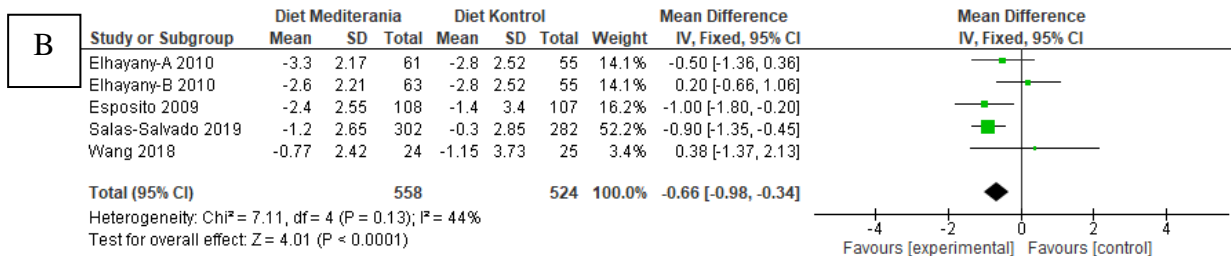 B
Diet Mediterania Diet Kontrol Mean Difference Mean Difference
Study or Subgroup Mean SD Total Mean SD Total Weight IV, Fixed, 95% CI IV, Fixed, 95% CI
Elhayany-A 2010 -3.3 2.17 61 -2.8 2.52 55 14.1% -0.50 [-1.36, 0.36]
Elhayany-B 2010 -2.6 2.21 63 -2.8 2.52 55 14.1% 0.20 [-0.66, 1.06]
Esposito 2009 -2.4 2.55 108 -1.4 3.4 107 16.2% -1.00 [-1.80, -0.20]
Salas-Salvado 2019 -1.2 2.65 302 -0.3 2.85 282 52.2% -0.90 [-1.35, -0.45]
Wang 2018 -0.77 2.42 24 -1.15 3.73 25 3.4% 0.38 [-1.37, 2.13]
Total (95% CI) 558 524 100.0% -0.66 [-0.98, -0.34]
Heterogeneity: Chi² = 7.11, df = 4 (P = 0.13); I² = 44%
Test for overall effect: Z = 4.01 (P < 0.0001)
-4 -2 0 2 4
Favours [experimental] Favours [control]